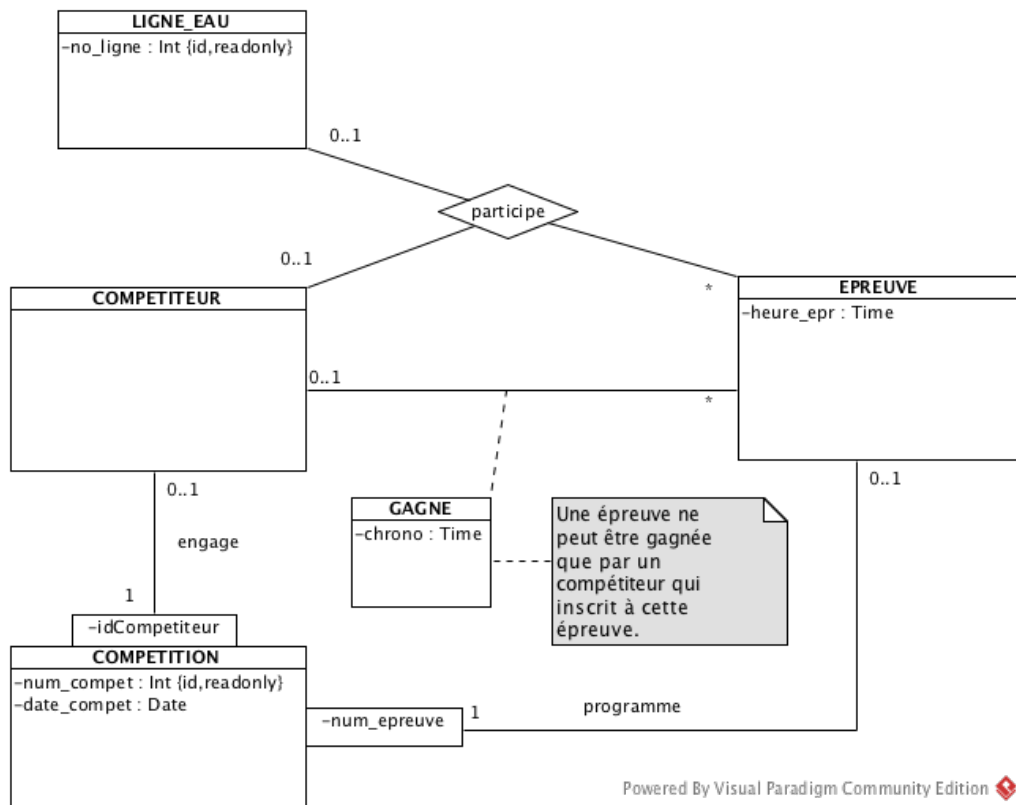 LIGNE_EAU
-no_ligne : Int {id,readonly}
0..1
participe
0..1
COMPETITEUR
*
EPREUVE
-heure_epr : Time
0..1
*
0..1
engage
1
GAGNE
-chrono : Time
Une épreuve ne
peut être gagnée
que par un
compétiteur qui
inscrit à cette
épreuve.
0..1
-idCompetiteur
COMPETITION
-num_compet : Int {id,readonly}
-date_compet : Date
-num_epreuve
1
programme
Powered By Visual Paradigm Community Edition